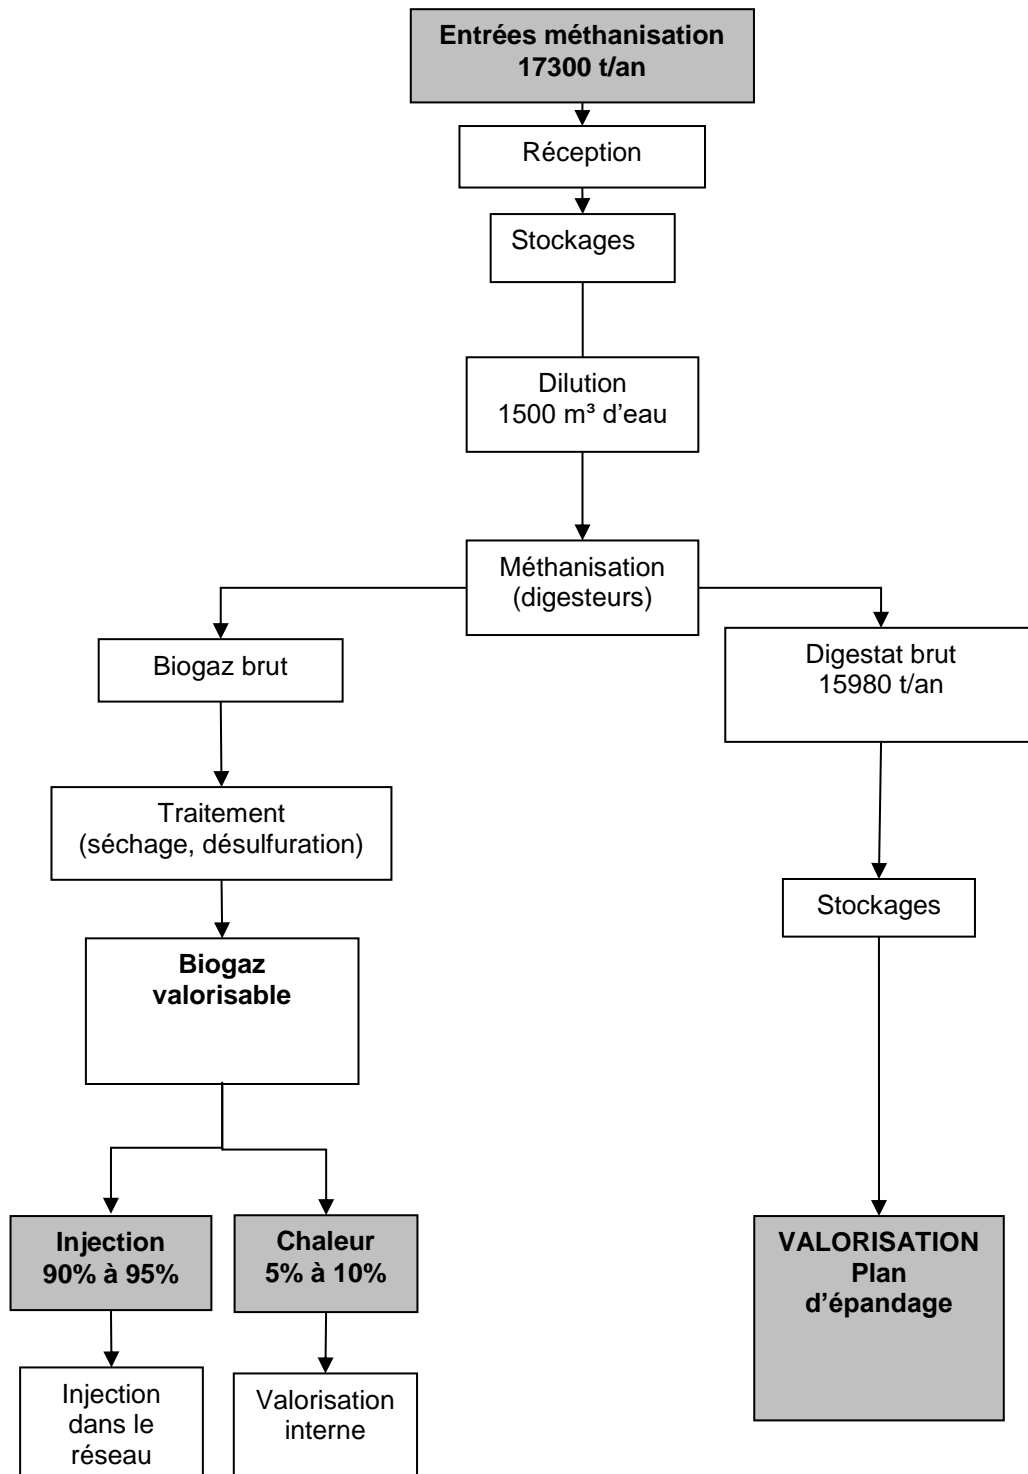 Entrées méthanisation
17300 t/an
Réception
Stockages
Dilution
1500 m³ d’eau
Méthanisation
(digesteurs)
Biogaz brut
Digestat brut
15980 t/an
Traitement
(séchage, désulfuration)
Stockages
Biogaz
valorisable
Injection
90% à 95%
Chaleur
5% à 10%
VALORISATION
Plan
d’épandage
Injection
dans le
réseau
Valorisation
interne